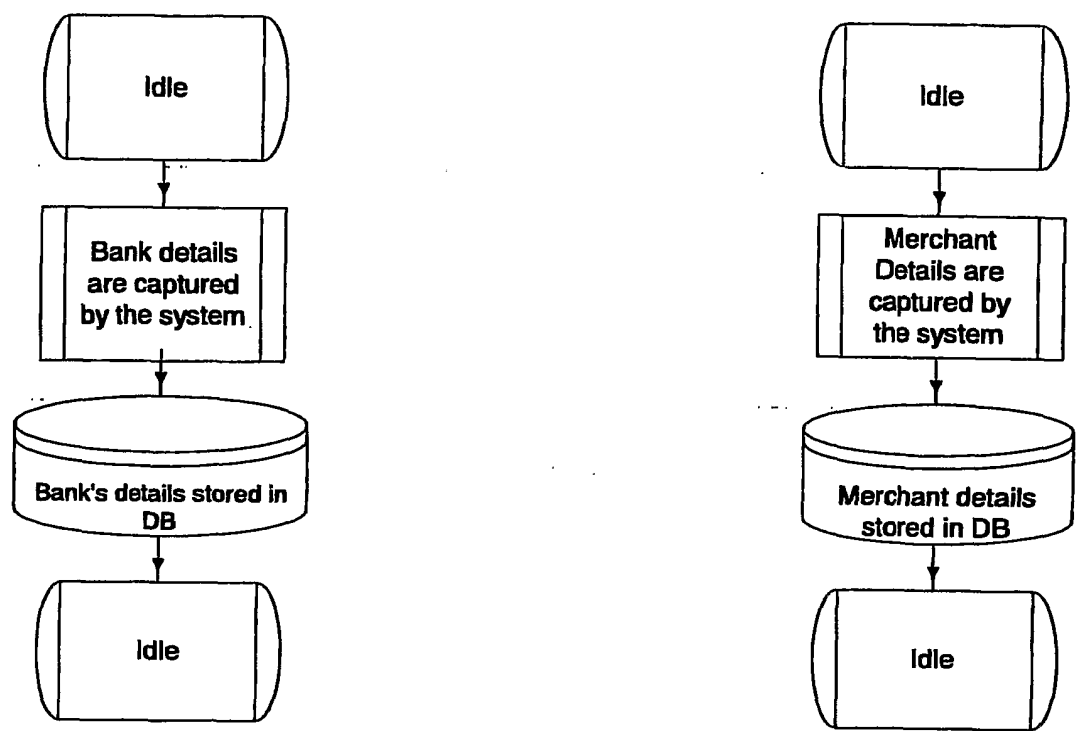 Idle
Bank details
are captured
by the system
Bank's details stored in
DB
Idle
Idle
Merchant
Details are
captured by
the system
Merchant details
stored in DB
Idle